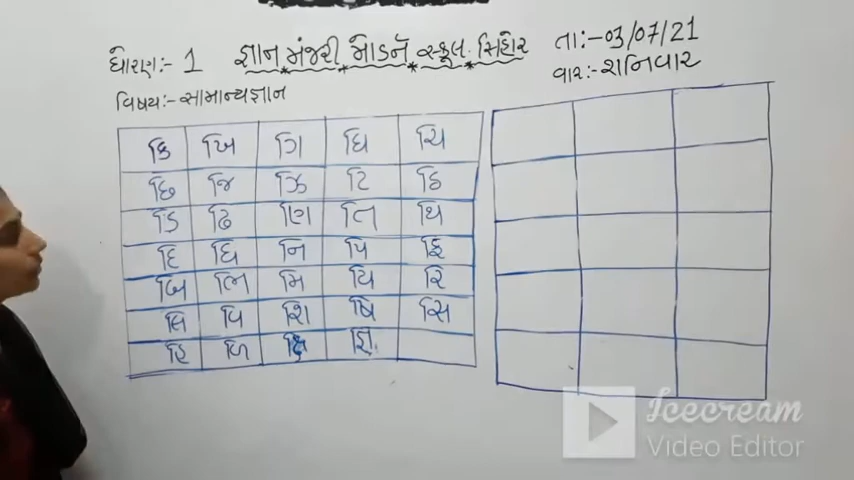 ધોરણ:- 1 જ્ઞાન મંજરી મોડર્ન સ્કૂલ. સિહોર તા:-03/07/21
વિષય:-સામાન્યજ્ઞાન વાર:-શનિવાર
કિ ખિ ગિ ઘિ ચિ
છિ જિ ઝિ ટિ ઠિ
ડિ ઢિ ણિ તિ થિ
દિ ધિ નિ પિ ફિ
બિ ભિ મિ યિ રિ
લિ વિ શિ ષિ સિ
હિ ળિ ક્ષિ જ્ઞિ
Icecream
Video Editor